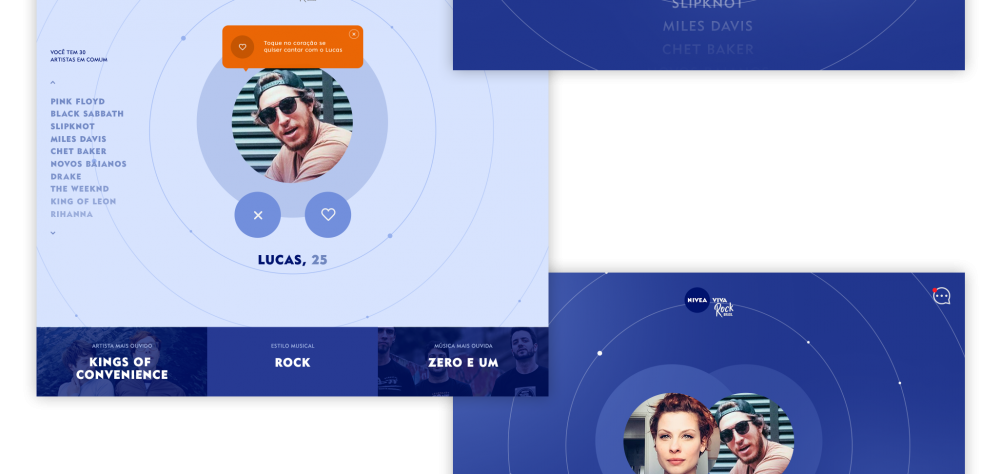 Rock
SLIPKNOT
MILES DAVIS
CHET BAKER
Toque no coração se
quiser cantar com o Lucas
VOCÊ TEM 30
ARTISTAS EM COMUM
PINK FLOYD
BLACK SABBATH
SLIPKNOT
MILES DAVIS
CHET BAKER
NOVOS BAIANOS
DRAKE
THE WEEKND
KING OF LEON
RIHANNA
LUCAS, 25
ARTISTA MAIS OUVIDO
KINGS OF
CONVENIENCE
ESTILO MUSICAL
ROCK
MÚSICA MAIS OUVIDA
ZERO E UM
NIVEA VIVA
Rock
BRASIL